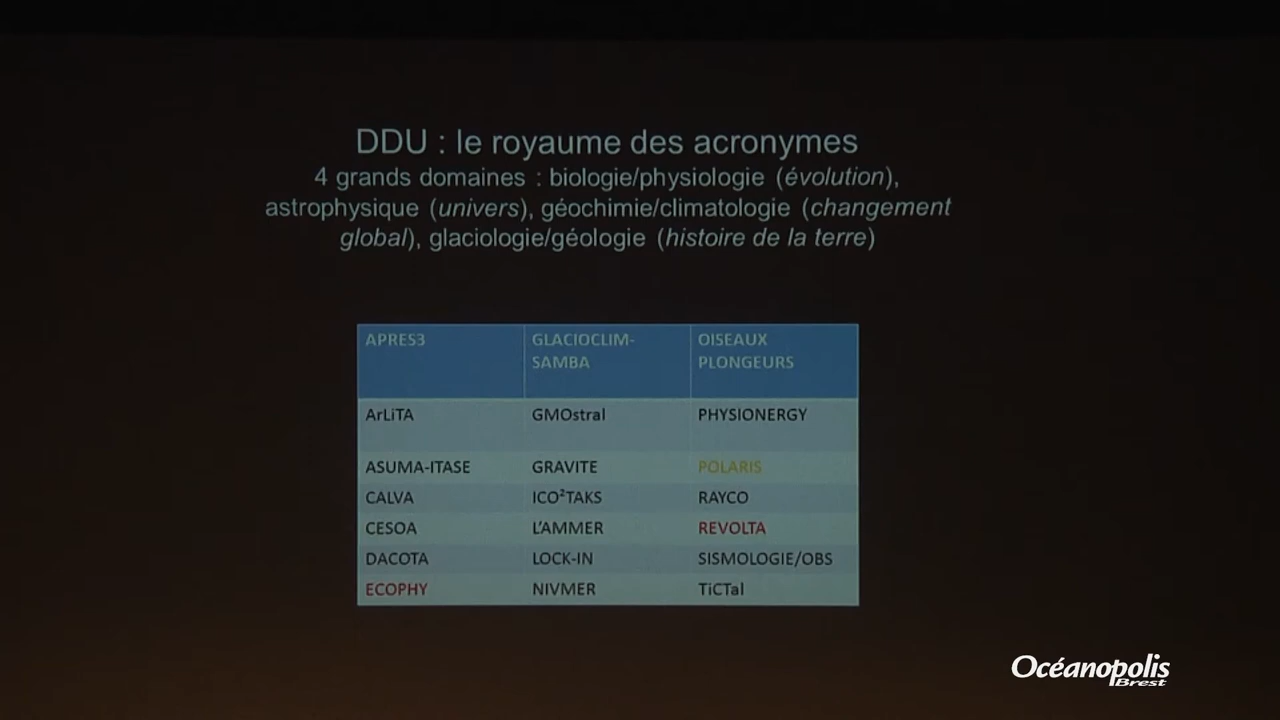 DDU : le royaume des acronymes
4 grands domaines : biologie/physiologie (évolution),
astrophysique (univers), géochimie/climatologie (changement
global), glaciologie/géologie (histoire de la terre)
APRES3 GLACIOCLIM- OISEAUX
SAMBA PLONGEURS
ArLiTA GMOstral PHYSIONERGY
ASUMA-ITASE GRAVITE POLARIS
CALVA ICO²TAKS RAYCO
CESOA L'AMMER REVOLTA
DACOTA LOCK-IN SISMOLOGIE/OBS
ECOPHY NIVMER TiCTal
Océanopolis
Brest